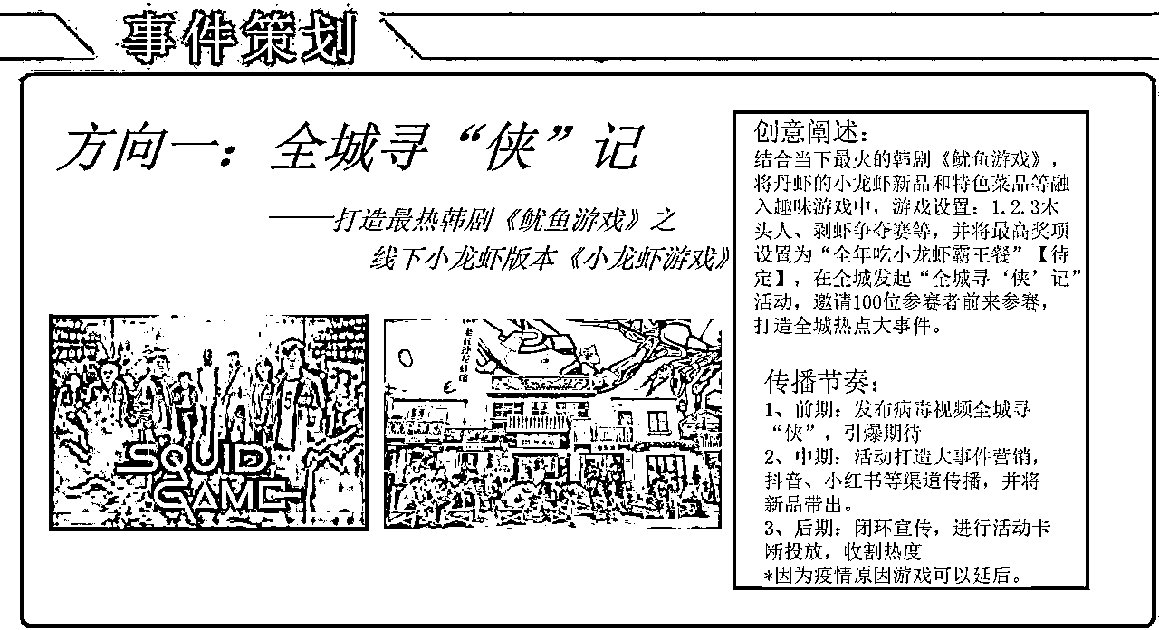 事件策划
方向一：全城寻“侠”记
——打造最热韩剧《鱿鱼游戏》之
线下小龙虾版本《小龙虾游戏》
SQUID
GAME
创意阐述：
结合当下最火的韩剧《鱿鱼游戏》，
将丹虾的小龙虾新品和特色菜品等融
入趣味游戏中，游戏设置：1.2.3木
头人、剥虾争夺赛等，并将最高奖项
设置为“全年吃小龙虾霸王餐”【待
定】，在全城发起“全城寻‘侠’记”
活动，邀请100位参赛者前来参赛，
打造全城热点大事件。
传播节奏：
1、前期：发布病毒视频全城寻
“侠”，引爆期待
2、中期：活动打造大事件营销，
抖音、小红书等渠道传播，并将
新品带出。
3、后期：闭环宣传，进行活动卡
断投放，收割热度
*因为疫情原因游戏可以延后。